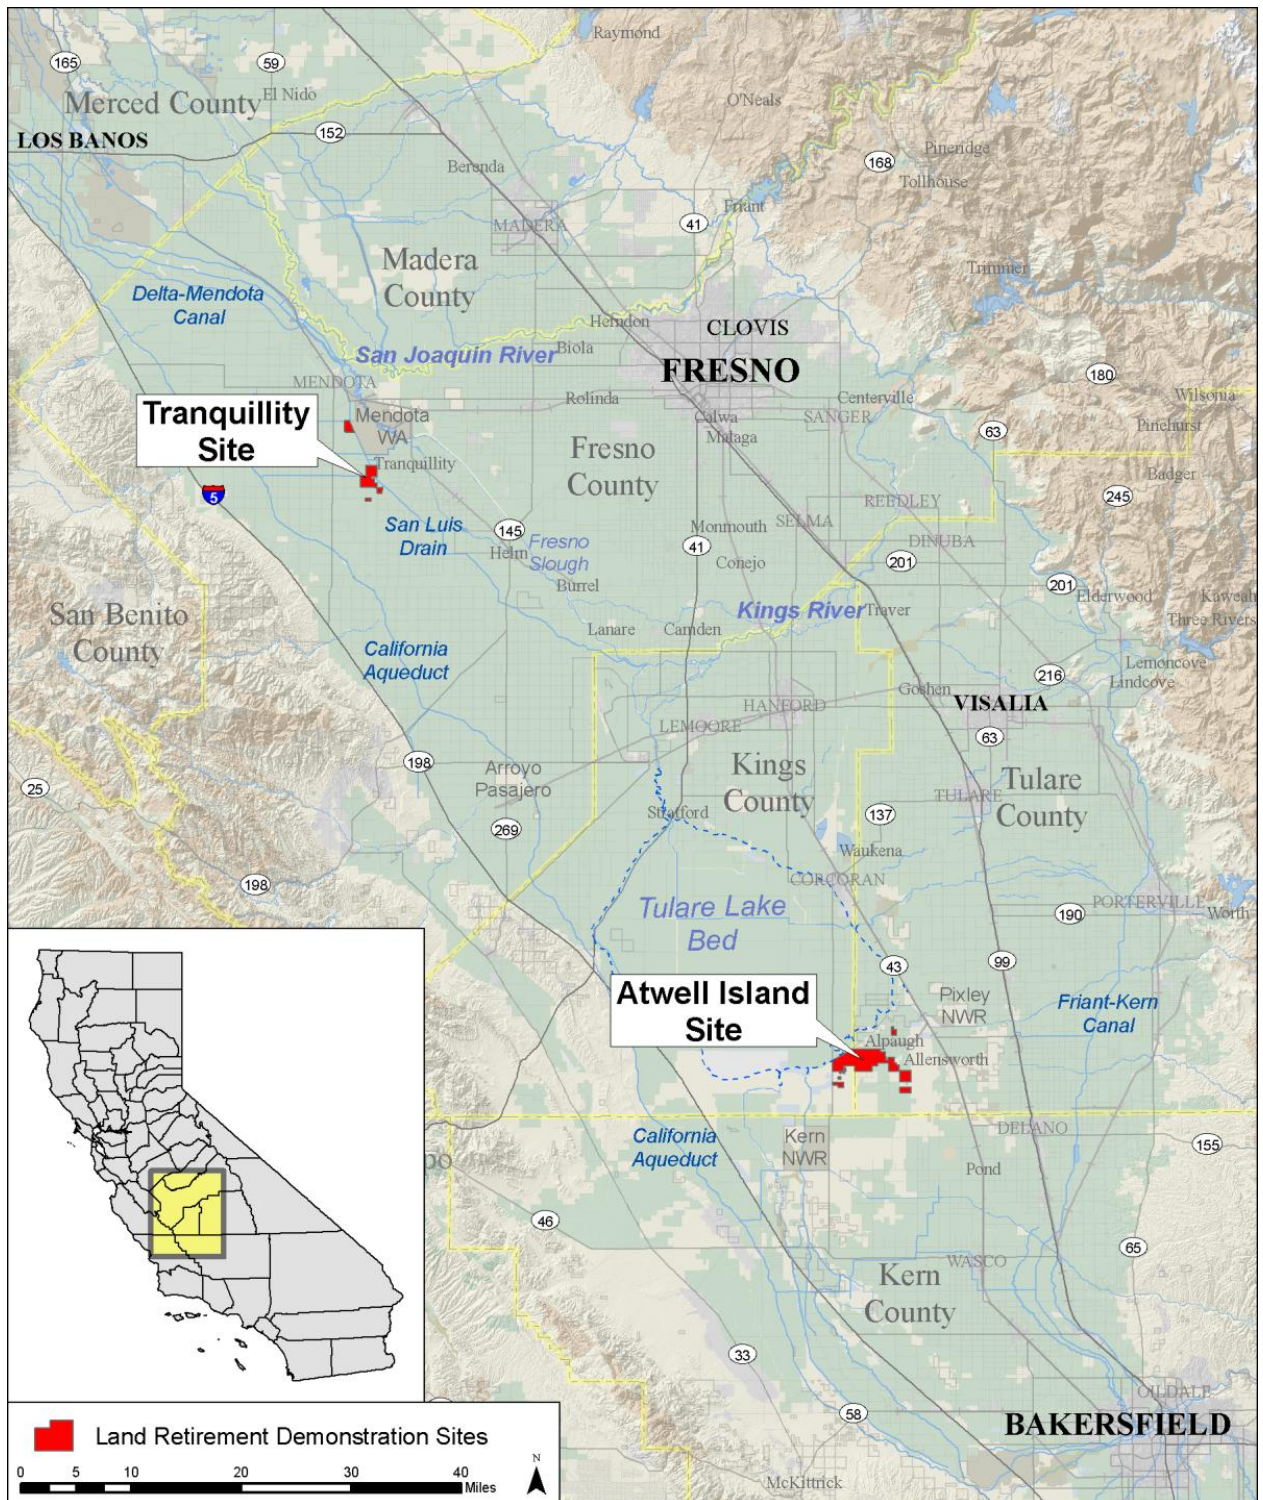 Raymond
165
59
El Nido
Merced County
O'Neals
LOS BANOS
152
Pineridge
168
Tollhouse
Berenda
Friant
MADERA
41
Madera
County
Trimmer
Delta-Mendota
Canal
Herndon
CLOVIS
San Joaquin River
Biola
FRESNO
MENDOTA
180
Wilsonia
Rolinda
Centerville
Tranquillity
Site
Mendota
WA
Calwa
SANGER
Pinehurst
63
Malaga
Fresno
County
Tranquillity
Badger
5
245
REEDLEY
San Luis
Drain
145
Monmouth
SELMA
Fresno
Slough
41
DINUBA
Helm
Conejo
201
Burrel
201
Elderwood
Kaweah
San Benito
County
Kings River
Traver
Three Rivers
Lanare
Camden
California
Aqueduct
Lemoncove
216
Lindcove
Goshen
VISALIA
HANFORD
LEMOORE
63
198
Arroyo
Pasajero
Kings
County
Tulare
County
25
TULARE
Stratford
137
269
Waukena
198
CORCORAN
Tulare Lake
Bed
190
PORTERVILLE
Worth
43
99
Atwell Island
Site
Pixley
NWR
Friant-Kern
Canal
Alpaugh
Allensworth
California
Aqueduct
Kern
NWR
DELANO
155
po
Pond
46
65
WASCO
Kern
County
33
OILDALE
58
BAKERSFIELD
McKittrick
Land Retirement Demonstration Sites
0 5 10 20 30 40
Miles
N